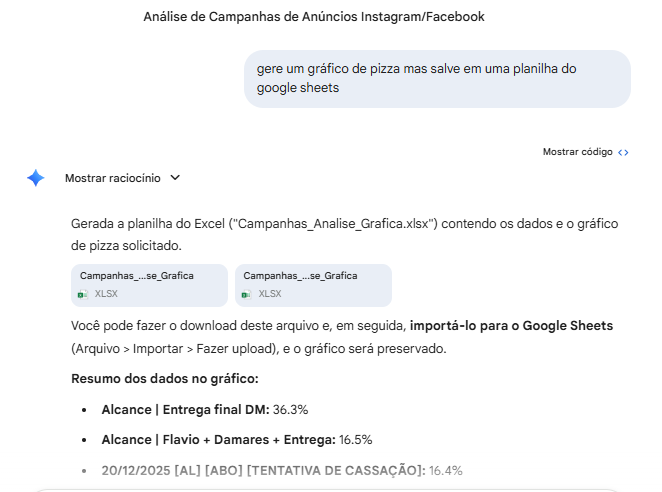 Análise de Campanhas de Anúncios Instagram/Facebook
gere um gráfico de pizza mas salve em uma planilha do
google sheets
Mostrar código <>
Mostrar raciocínio
Gerada a planilha do Excel ("Campanhas_Analise_Grafica.xlsx") contendo os dados e o gráfico
de pizza solicitado.
Campanhas_...se_Grafica
XLSX
Campanhas_...se_Grafica
XLSX
Você pode fazer o download deste arquivo e, em seguida, importá-lo para o Google Sheets
(Arquivo > Importar > Fazer upload), e o gráfico será preservado.
Resumo dos dados no gráfico:
• Alcance | Entrega final DM: 36.3%
• Alcance | Flavio + Damares + Entrega: 16.5%
• 20/12/2025 [AL] [ABO] [TENTATIVA DE CASSAÇÃO]: 16.4%